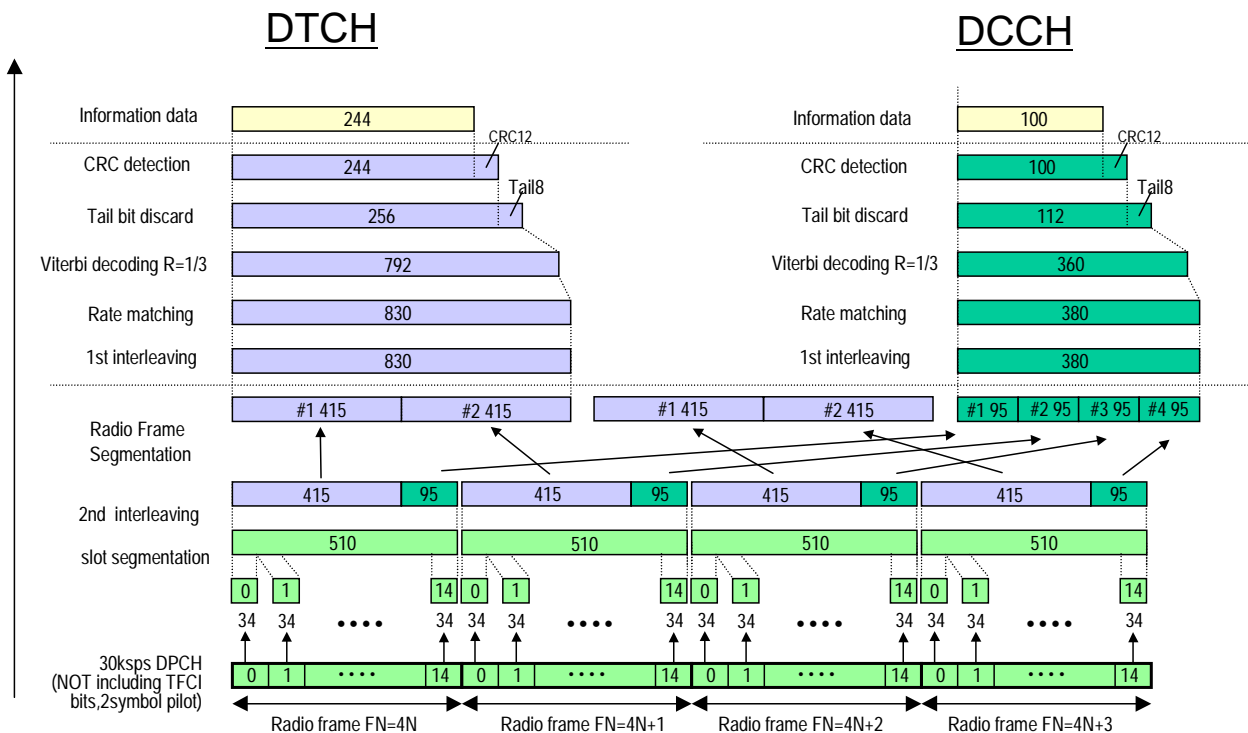 DTCH DCCH
Information data 244 Information data 100
CRC12 CRC12
CRC detection 244 CRC detection 100
Tail8 Tail8
Tail bit discard 256 Tail bit discard 112
Viterbi decoding R=1/3 792 Viterbi decoding R=1/3 360
Rate matching 830 Rate matching 380
1st interleaving 830 1st interleaving 380
#1 415 #2 415 #1 415 #2 415 #1 95 #2 95 #3 95 #4 95
Radio Frame
Segmentation
415 95 415 95 415 95 415 95
2nd interleaving
510 510 510 510
slot segmentation
0 1 14 0 1 14 0 1 14 0 1 14
34 34 •••• 34 34 34 •••• 34 34 34 •••• 34 34 34 •••• 34
30ksps DPCH
(NOT including TFCI
bits,2symbol pilot)
0 1 •••• 14 0 1 •••• 14 0 1 •••• 14 0 1 •••• 14
Radio frame FN=4N Radio frame FN=4N+1 Radio frame FN=4N+2 Radio frame FN=4N+3